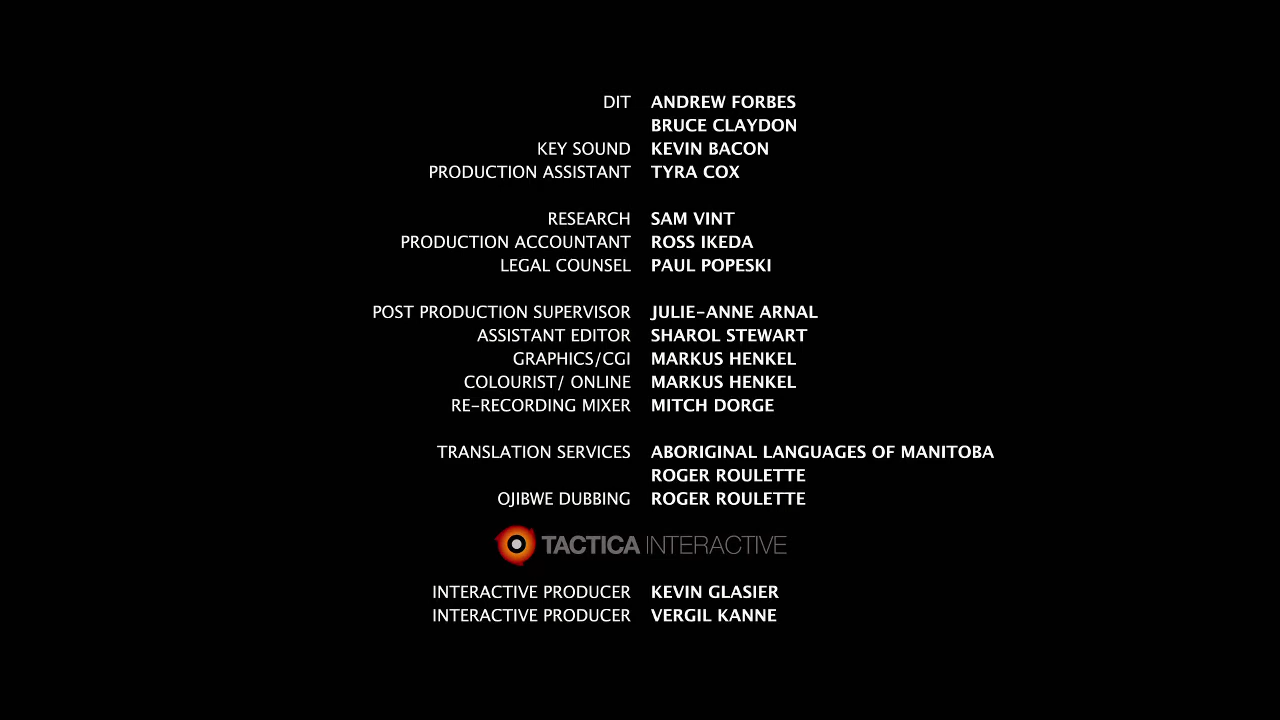 DIT ANDREW FORBES
BRUCE CLAYDON
KEY SOUND KEVIN BACON
PRODUCTION ASSISTANT TYRA COX
RESEARCH SAM VINT
PRODUCTION ACCOUNTANT ROSS IKEDA
LEGAL COUNSEL PAUL POPESKI
POST PRODUCTION SUPERVISOR JULIE-ANNE ARNAL
ASSISTANT EDITOR SHAROL STEWART
GRAPHICS/CGI MARKUS HENKEL
COLOURIST/ ONLINE MARKUS HENKEL
RE-RECORDING MIXER MITCH DORGE
TRANSLATION SERVICES ABORIGINAL LANGUAGES OF MANITOBA
ROGER ROULETTE
OJIBWE DUBBING ROGER ROULETTE
TACTICA INTERACTIVE
INTERACTIVE PRODUCER KEVIN GLASIER
INTERACTIVE PRODUCER VERGIL KANNE